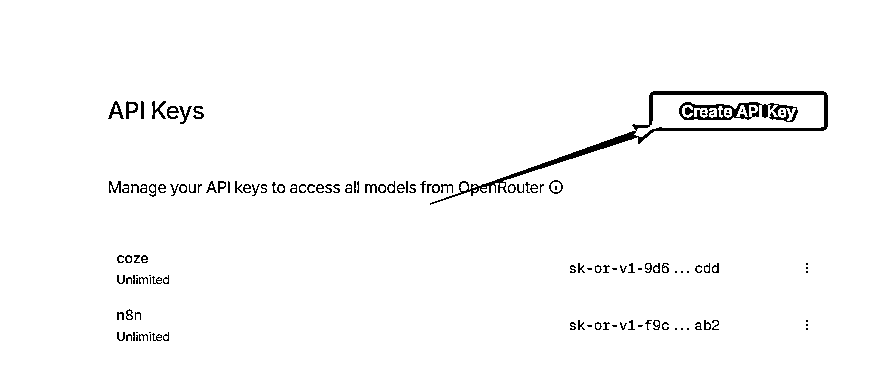 API Keys
Create API Key
Manage your API keys to access all models from OpenRouter
coze
Unlimited
sk-or-v1-9d6...cdd
n8n
Unlimited
sk-or-v1-f9c...ab2